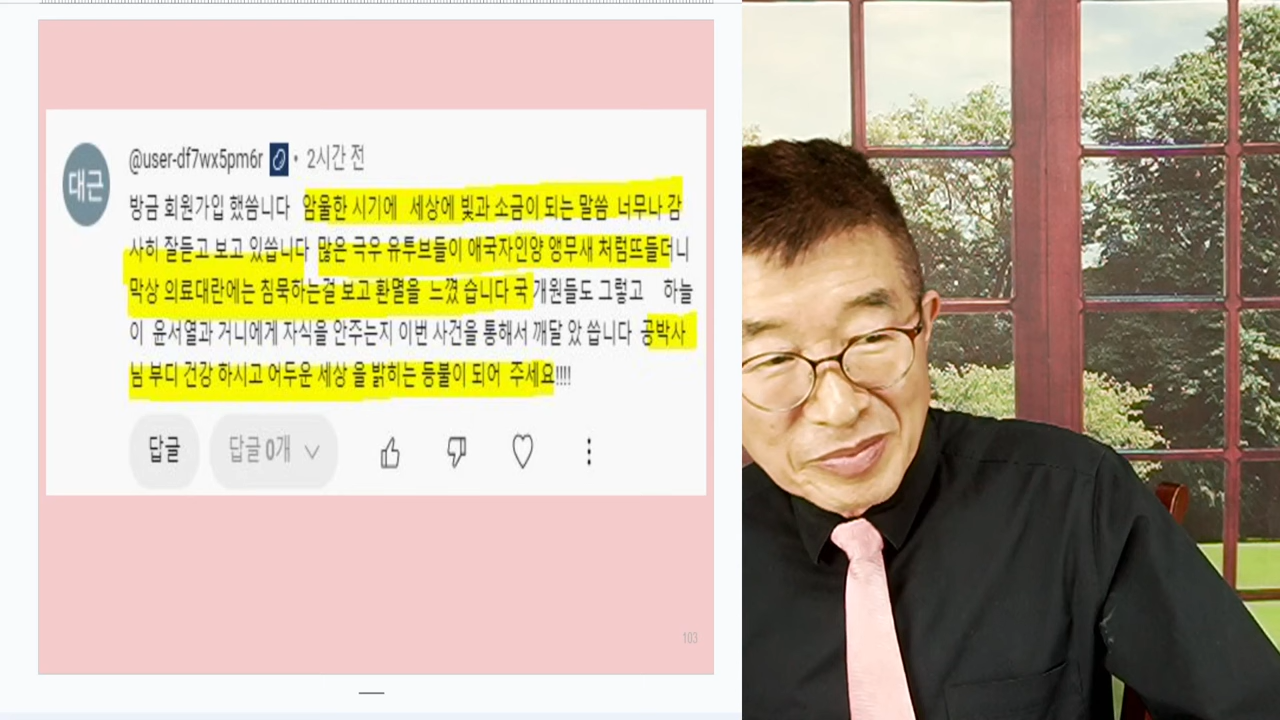 대근
@user-df7wx5pm6r • 2시간 전
방금 회원가입 했씀니다 암울한 시기에 세상에 빛과 소금이 되는 말씀 너무나 감
사히 잘듣고 보고 있씁니다 많은 극우 유투브들이 애국자인양 앵무새 처럼뜨들더니
막상 의료대란에는 침묵하는걸 보고 환멸을 느꼈 습니다 국개원들도 그렇고 하늘
이 윤서열과 거니에게 자식을 안주는지 이번 사건을 통해서 깨달 았 씁니다 공박사
님 부디 건강 하시고 어두운 세상 을 밝히는 등불이 되어 주세요!!!!
답글 답글 0개
103